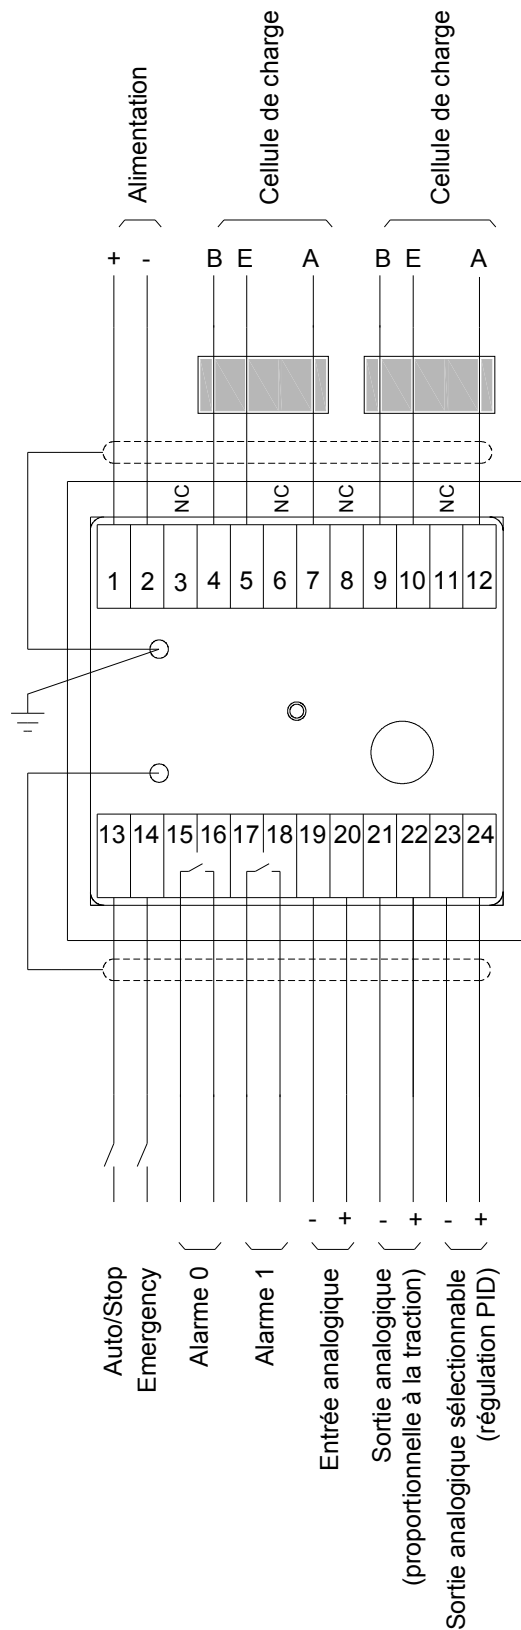 Alimentation
Cellule de charge
Cellule de charge
+ - B E A B E A
NC NC NC NC
1 2 3 4 5 6 7 8 9 10 11 12
13 14 15 16 17 18 19 20 21 22 23 24
- + - + - +
Auto/Stop
Emergency
Alarme 0
Alarme 1
Entrée analogique
Sortie analogique
(proportionnelle à la traction)
Sortie analogique sélectionnable
(régulation PID)